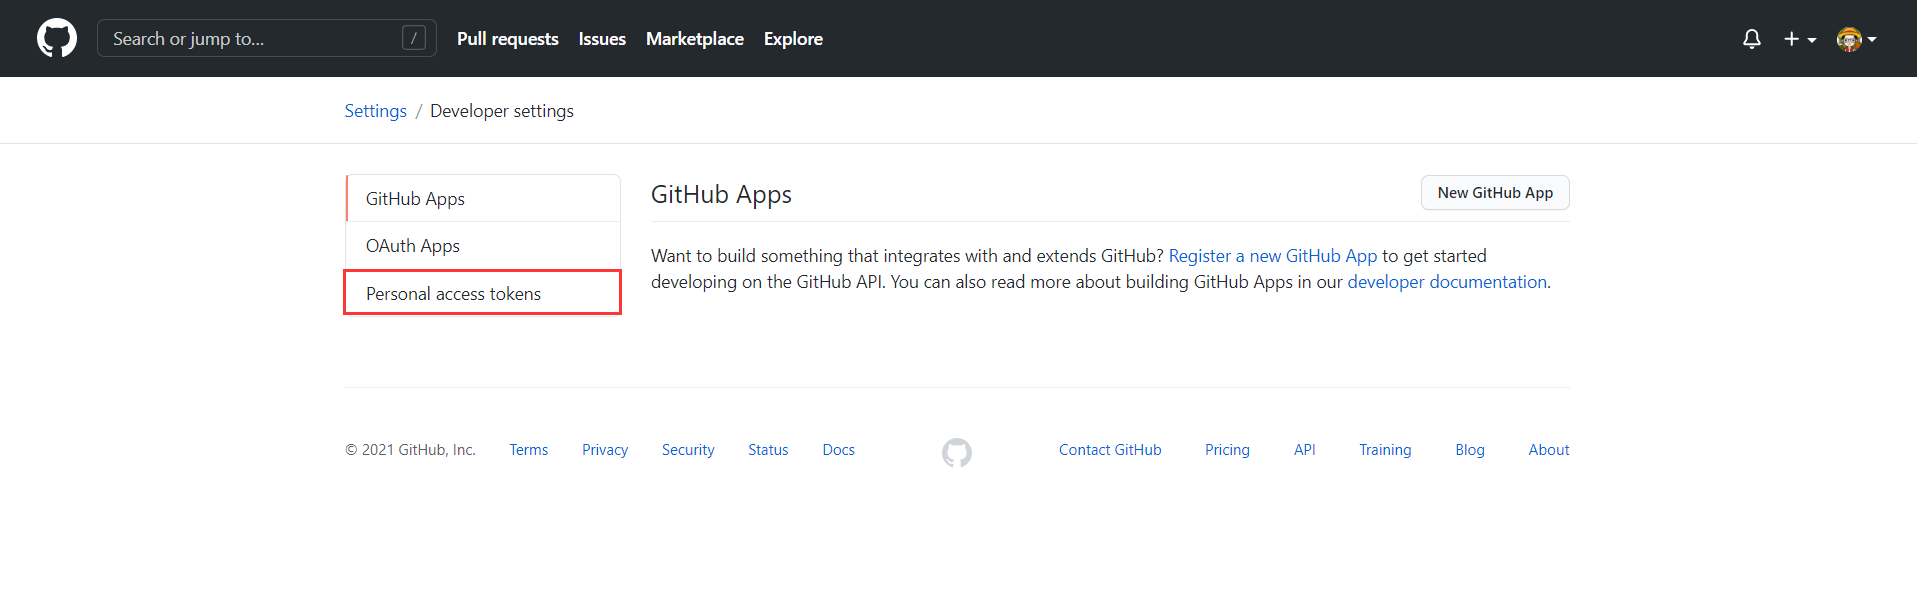 Search or jump to... /
Pull requests Issues Marketplace Explore
Settings / Developer settings
GitHub Apps
OAuth Apps
Personal access tokens
GitHub Apps
New GitHub App
Want to build something that integrates with and extends GitHub? Register a new GitHub App to get started
developing on the GitHub API. You can also read more about building GitHub Apps in our developer documentation.
© 2021 GitHub, Inc. Terms Privacy Security Status Docs Contact GitHub Pricing API Training Blog About